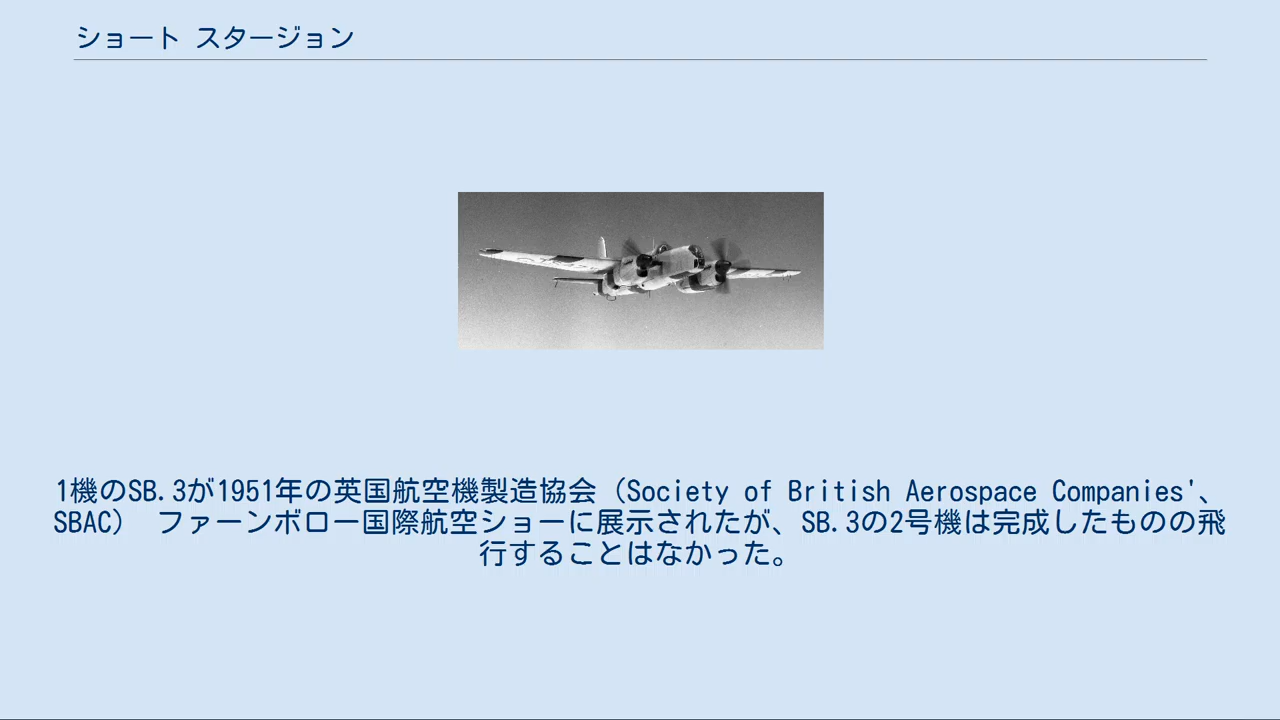 ショート スタージョン
1機のSB.3が1951年の英国航空機製造協会（Society of British Aerospace Companies'、
SBAC） ファーンボロー国際航空ショーに展示されたが、SB.3の2号機は完成したものの飛
行することはなかった。